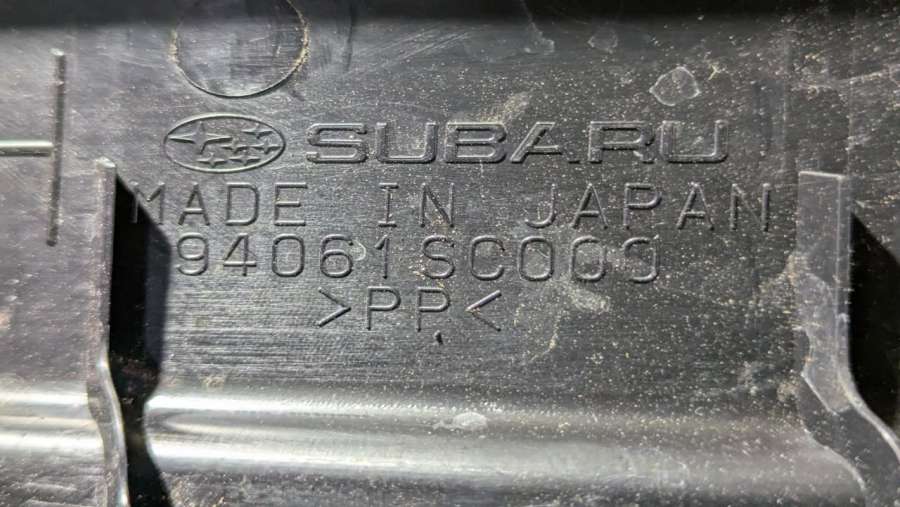 SUBARU
MADE IN JAPAN
94061SC000
>PP<